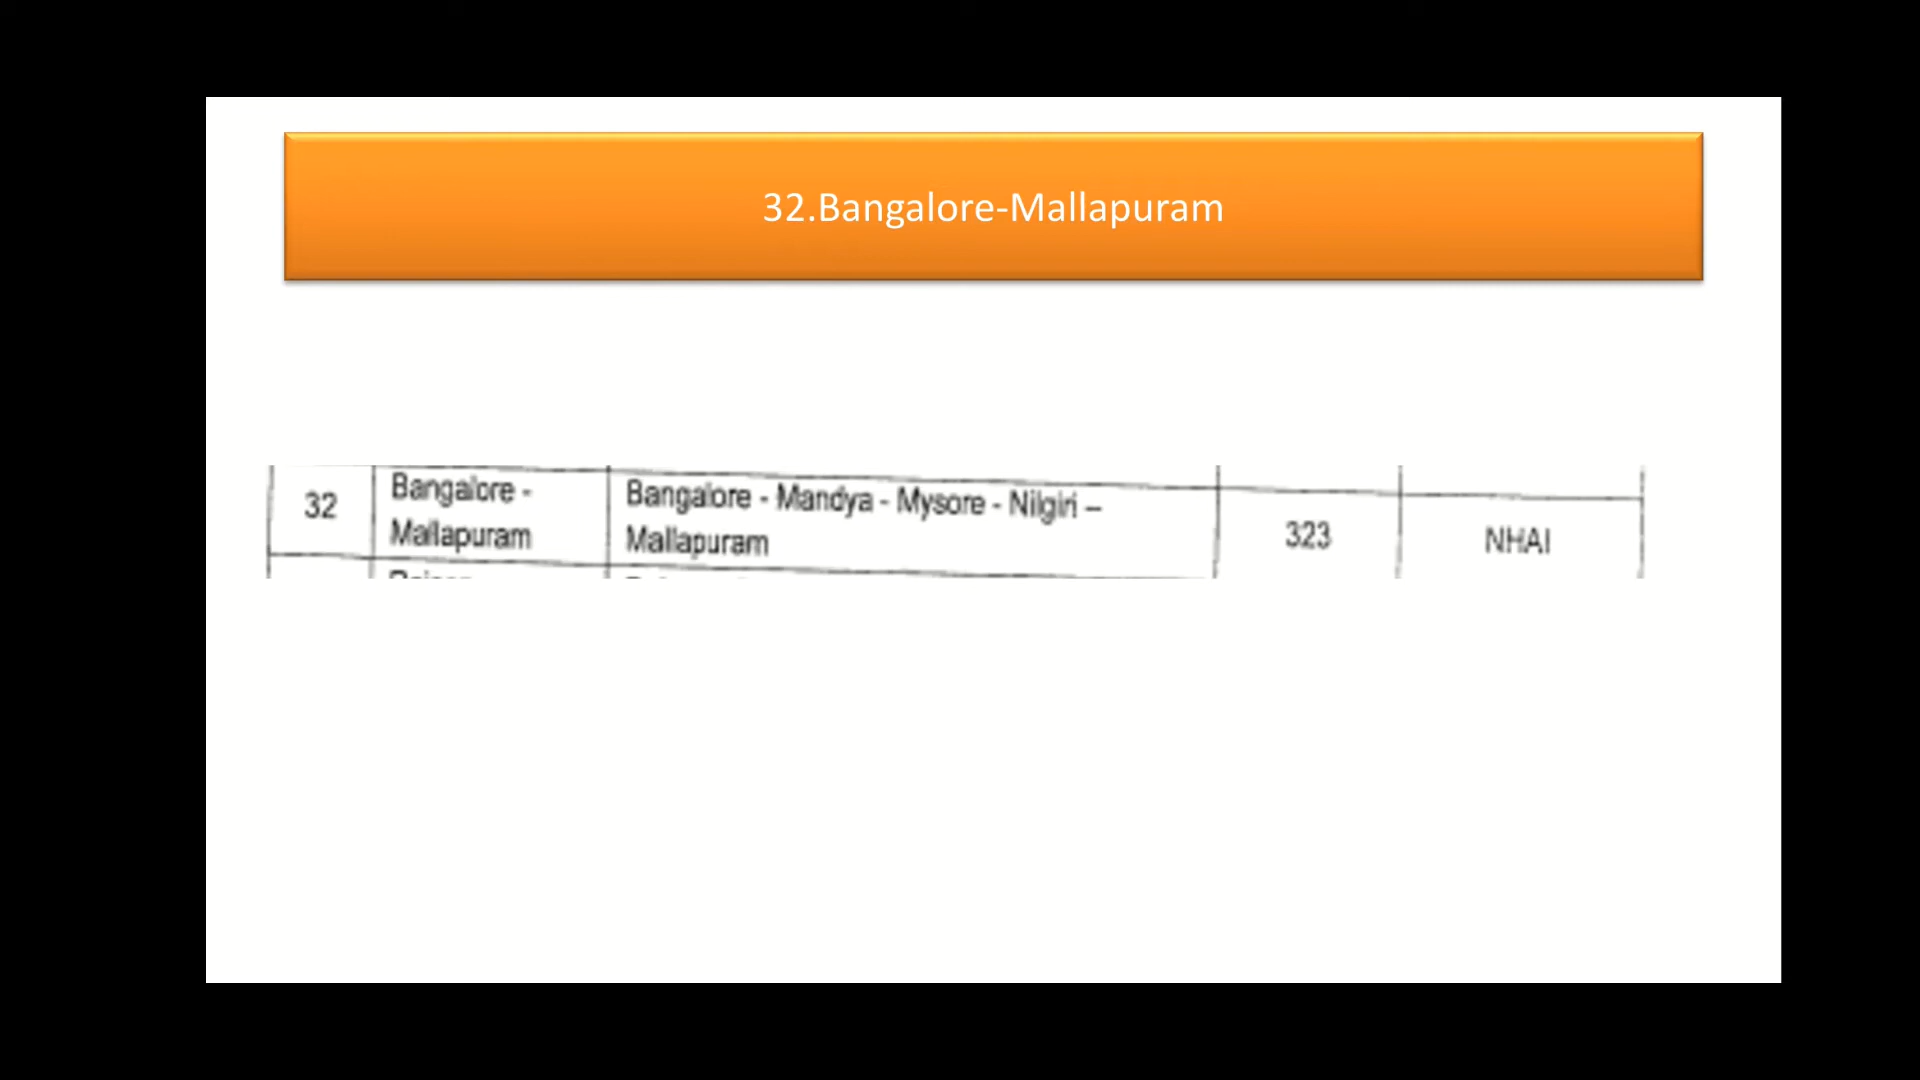 32.Bangalore-Mallapuram
32
Bangalore -
Mallapuram
Bangalore - Mandya - Mysore - Nilgiri –
Mallapuram
323
NHAI